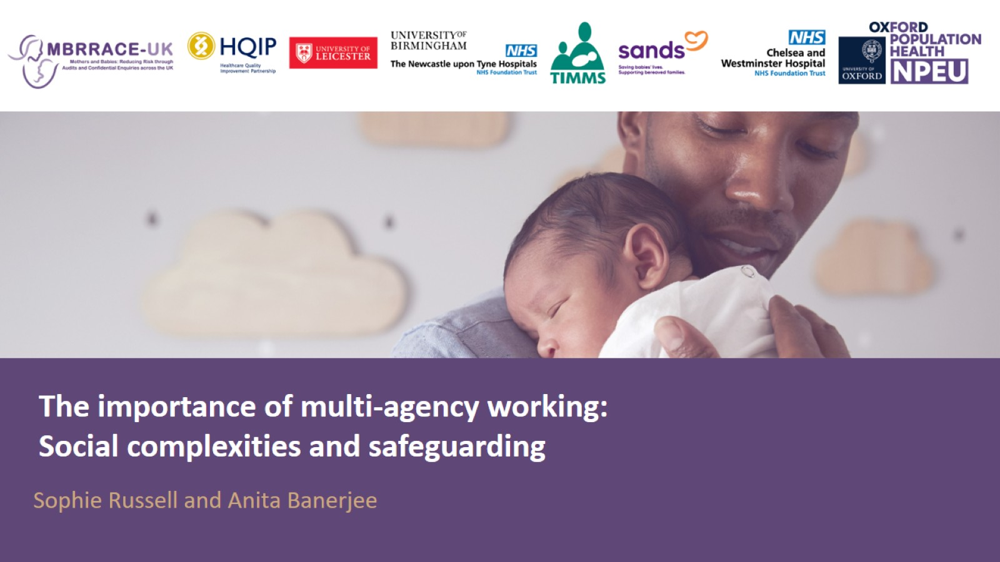 MBRRACE-UK
Mothers and Babies: Reducing Risk through
Audits and Confidential Enquiries across the UK
HQIP
Healthcare Quality
Improvement Partnership
UNIVERSITY OF
LEICESTER
UNIVERSITYOF
BIRMINGHAM
NHS
The Newcastle upon Tyne Hospitals
NHS Foundation Trust
TIMMS
sands
Saving babies' lives.
Supporting bereaved families.
NHS
Chelsea and
Westminster Hospital
NHS Foundation Trust
UNIVERSITY OF
OXFORD
OXFORD
POPULATION
HEALTH
NPEU
The importance of multi-agency working:
Social complexities and safeguarding
Sophie Russell and Anita Banerjee